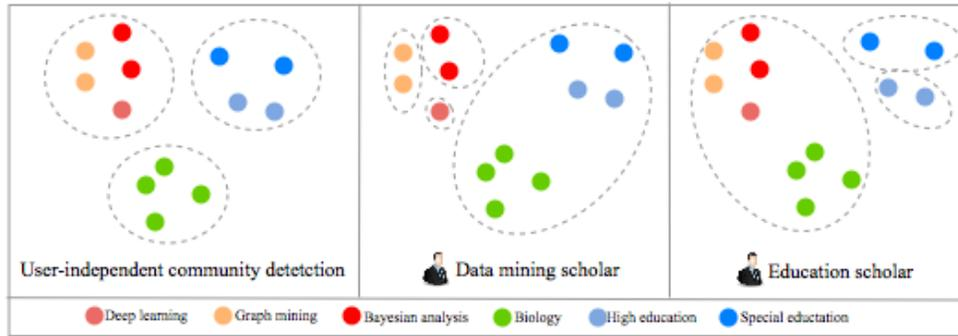 User-independent community detetction
Data mining scholar
Education scholar
Deep learning
Graph mining
Bayesian analysis
Biology
High education
Special eductation